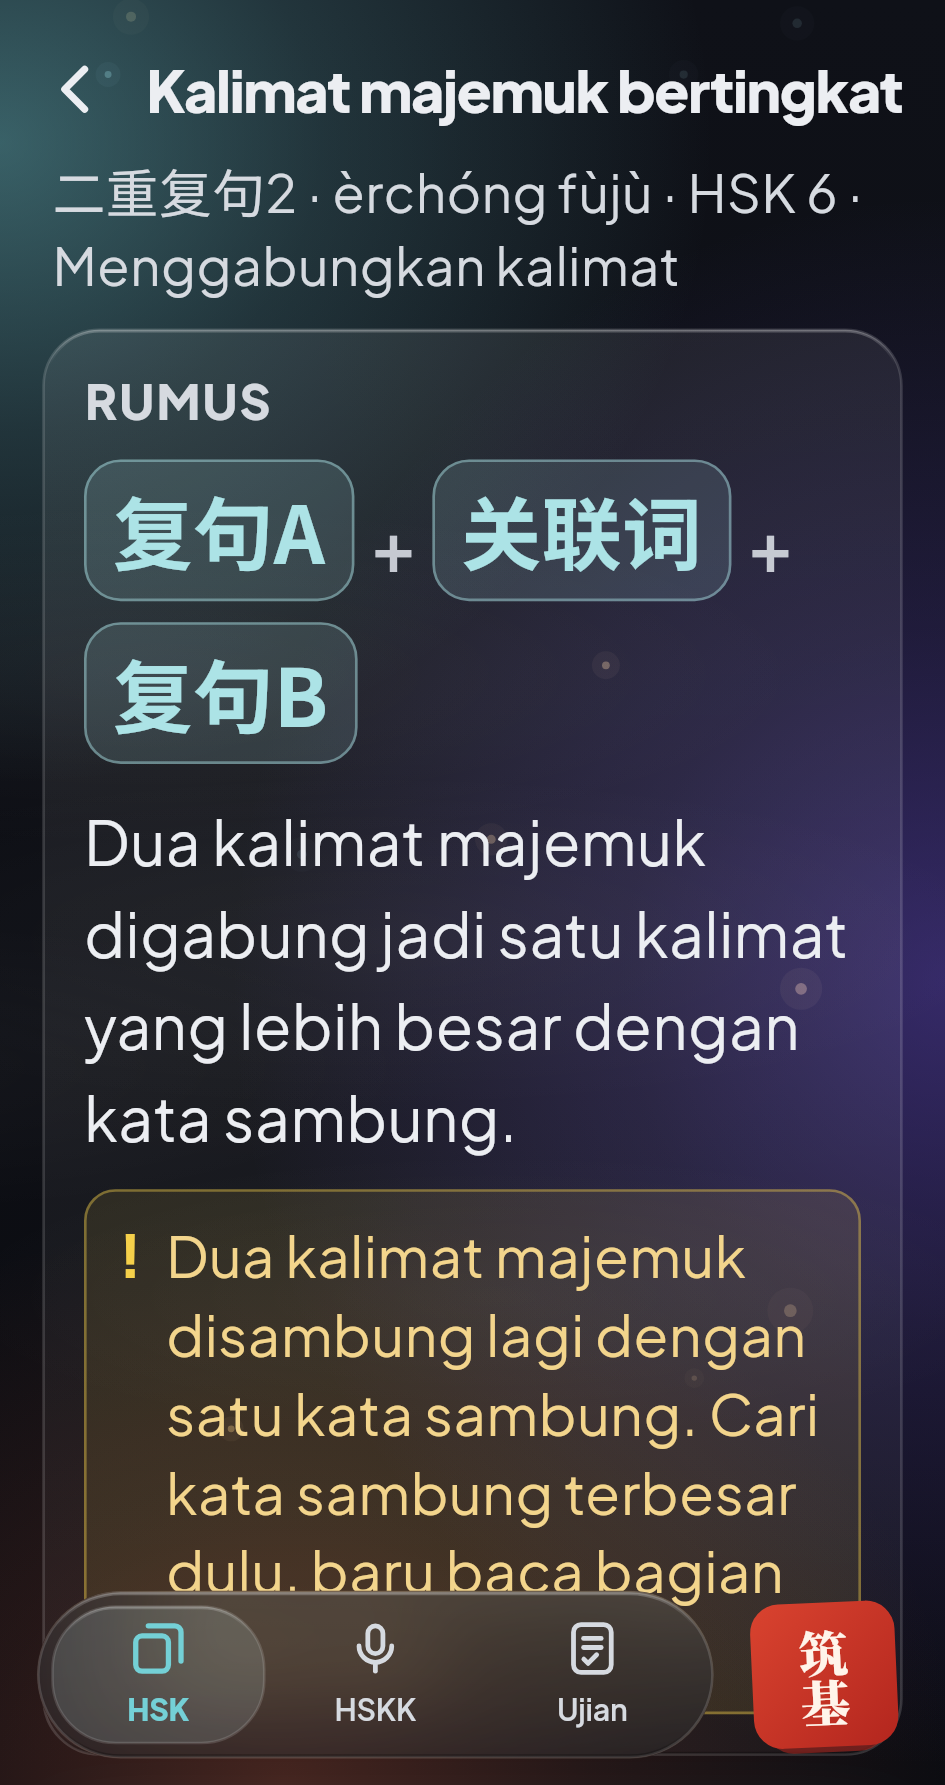 Kalimat majemuk bertingkat
二重复句2 · èrchóng fùjù · HSK 6 ·
Menggabungkan kalimat
RUMUS
复句A + 关联词 +
复句B
Dua kalimat majemuk
digabung jadi satu kalimat
yang lebih besar dengan
kata sambung.
! Dua kalimat majemuk
disambung lagi dengan
satu kata sambung. Cari
kata sambung terbesar
dulu, baru baca bagian
HSK HSKK Ujian
筑
基